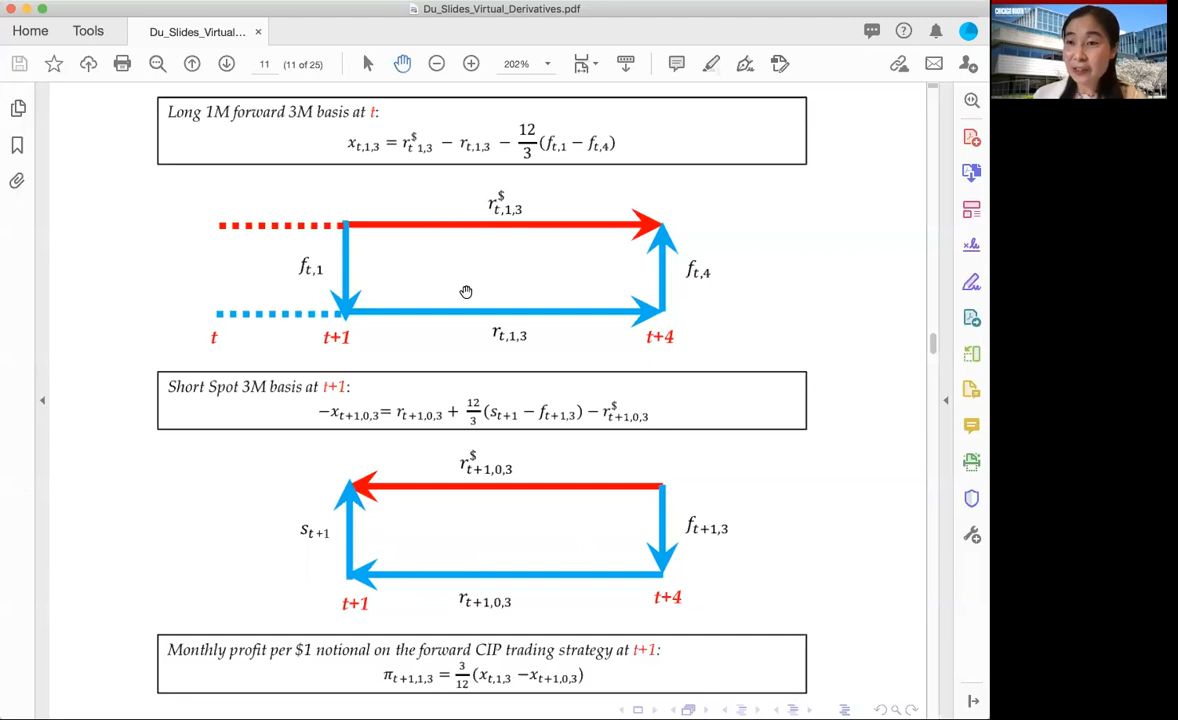 Du_Slides_Virtual_Derivatives.pdf
Home Tools Du_Slides_Virtual... ×
11 (11 of 25) 202%
CHICAGO BOOTH
Long 1M forward 3M basis at t:
x_{t,1,3} = r^$_{t 1,3} − r_{t,1,3} − 12/3 (f_{t,1} − f_{t,4})
r^$_{t,1,3}
f_{t,1}
f_{t,4}
t t+1 r_{t,1,3} t+4
Short Spot 3M basis at t+1:
−x_{t+1,0,3}= r_{t+1,0,3} + 12/3 (s_{t+1} − f_{t+1,3}) − r^$_{t+1,0,3}
r^$_{t+1,0,3}
s_{t+1}
f_{t+1,3}
t+1 r_{t+1,0,3} t+4
Monthly profit per $1 notional on the forward CIP trading strategy at t+1:
π_{t+1,1,3} = 3/12 (x_{t,1,3} −x_{t+1,0,3})